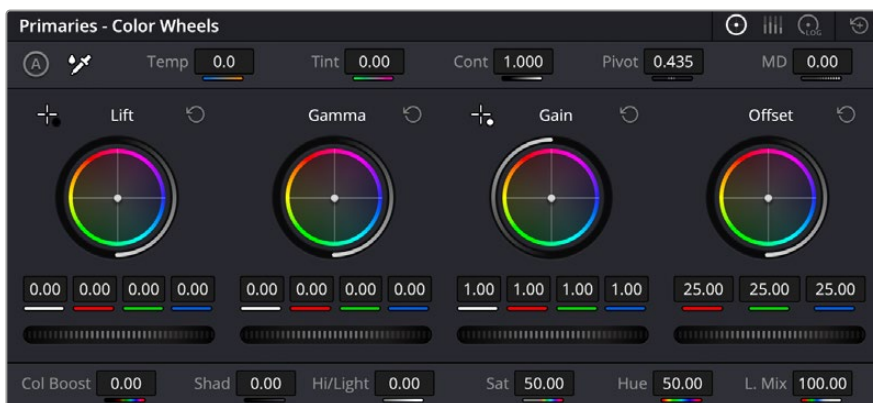 Primaries - Color Wheels
LOG
A Temp 0.0 Tint 0.00 Cont 1.000 Pivot 0.435 MD 0.00
Lift Gamma Gain Offset
0.00 0.00 0.00 0.00 0.00 0.00 0.00 0.00 1.00 1.00 1.00 1.00 25.00 25.00 25.00
Col Boost 0.00 Shad 0.00 Hi/Light 0.00 Sat 50.00 Hue 50.00 L. Mix 100.00